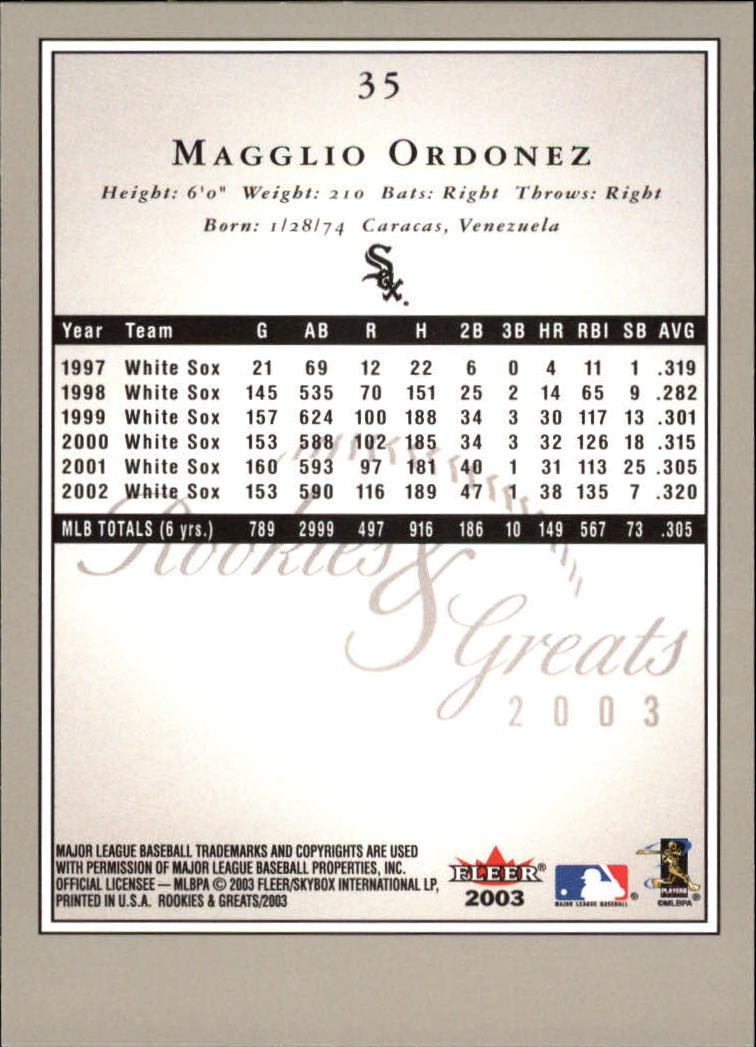 35
MAGGLIO ORDONEZ
Height: 6'0" Weight: 210 Bats: Right Throws: Right
Born: 1/28/74 Caracas, Venezuela
Sox
Year Team G AB R H 2B 3B HR RBI SB AVG
1997 White Sox 21 69 12 22 6 0 4 11 1 .319
1998 White Sox 145 535 70 151 25 2 14 65 9 .282
1999 White Sox 157 624 100 188 34 3 30 117 13 .301
2000 White Sox 153 588 102 185 34 3 32 126 18 .315
2001 White Sox 160 593 97 181 40 1 31 113 25 .305
2002 White Sox 153 590 116 189 47 1 38 135 7 .320
MLB TOTALS (6 yrs.) 789 2999 497 916 186 10 149 567 73 .305
Rookies
&
Greats
2003
MAJOR LEAGUE BASEBALL TRADEMARKS AND COPYRIGHTS ARE USED
WITH PERMISSION OF MAJOR LEAGUE BASEBALL PROPERTIES, INC.
OFFICIAL LICENSEE — MLBPA © 2003 FLEER/SKYBOX INTERNATIONAL LP,
PRINTED IN U.S.A. ROOKIES & GREATS/2003
FLEER®
2003
MAJOR LEAGUE BASEBALL ®
PLAYERS ®
©MLBPA